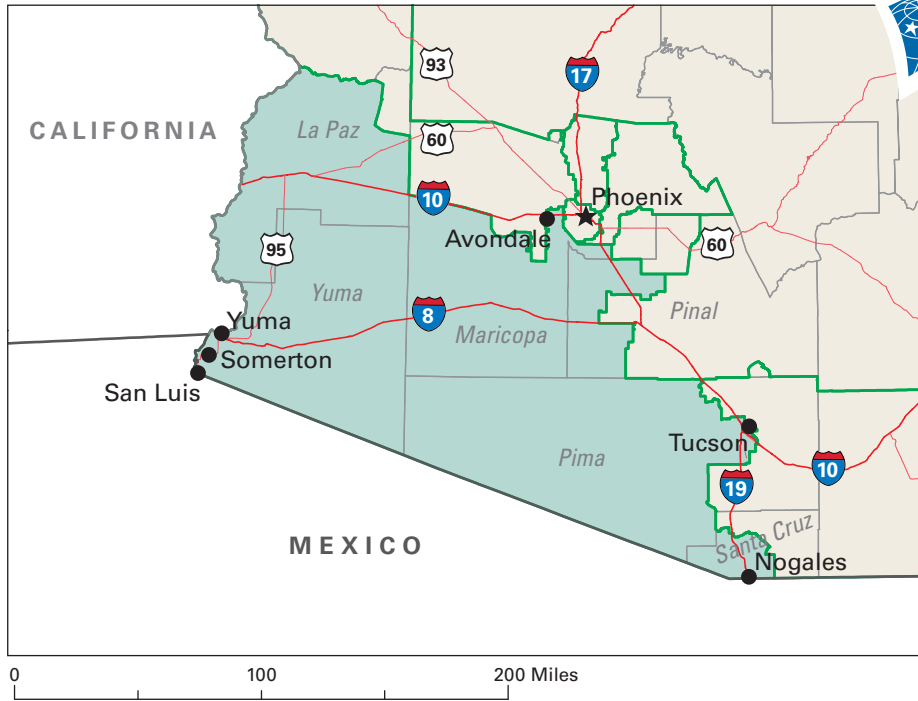 93
17
CALIFORNIA
La Paz
60
10
Phoenix
Avondale
60
95
Yuma
8
Pinal
Yuma
Maricopa
Somerton
San Luis
Tucson
Pima
10
19
Santa Cruz
MEXICO
Nogales
0 100 200 Miles